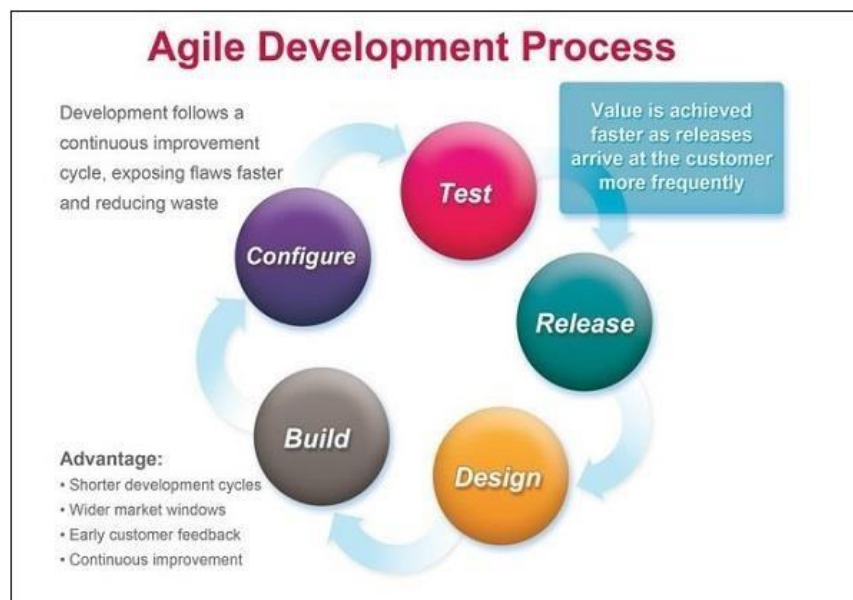 Agile Development Process
Development follows a
continuous improvement
cycle, exposing flaws faster
and reducing waste
Value is achieved
faster as releases
arrive at the customer
more frequently
Test
Configure
Release
Build
Design
Advantage:
• Shorter development cycles
• Wider market windows
• Early customer feedback
• Continuous improvement